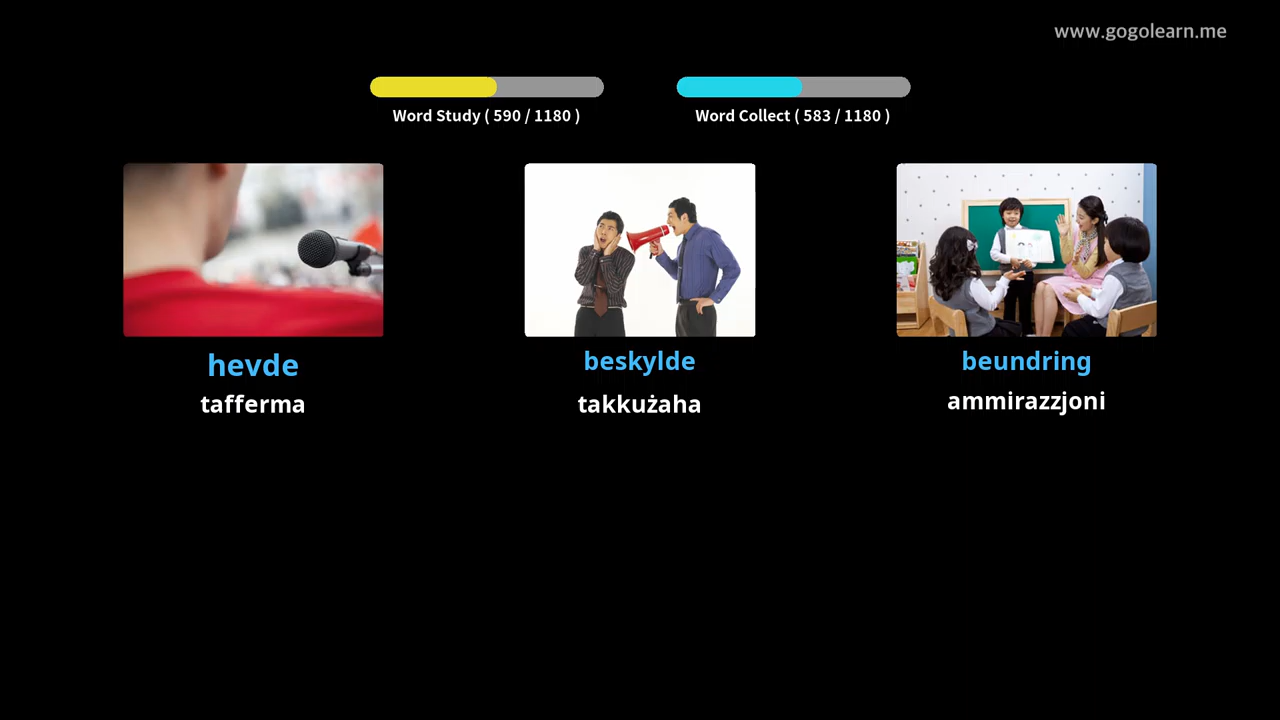 www.gogolearn.me
Word Study ( 590 / 1180 )
Word Collect ( 583 / 1180 )
hevde
beskylde
beundring
tafferma
takkużaha
ammirazzjoni